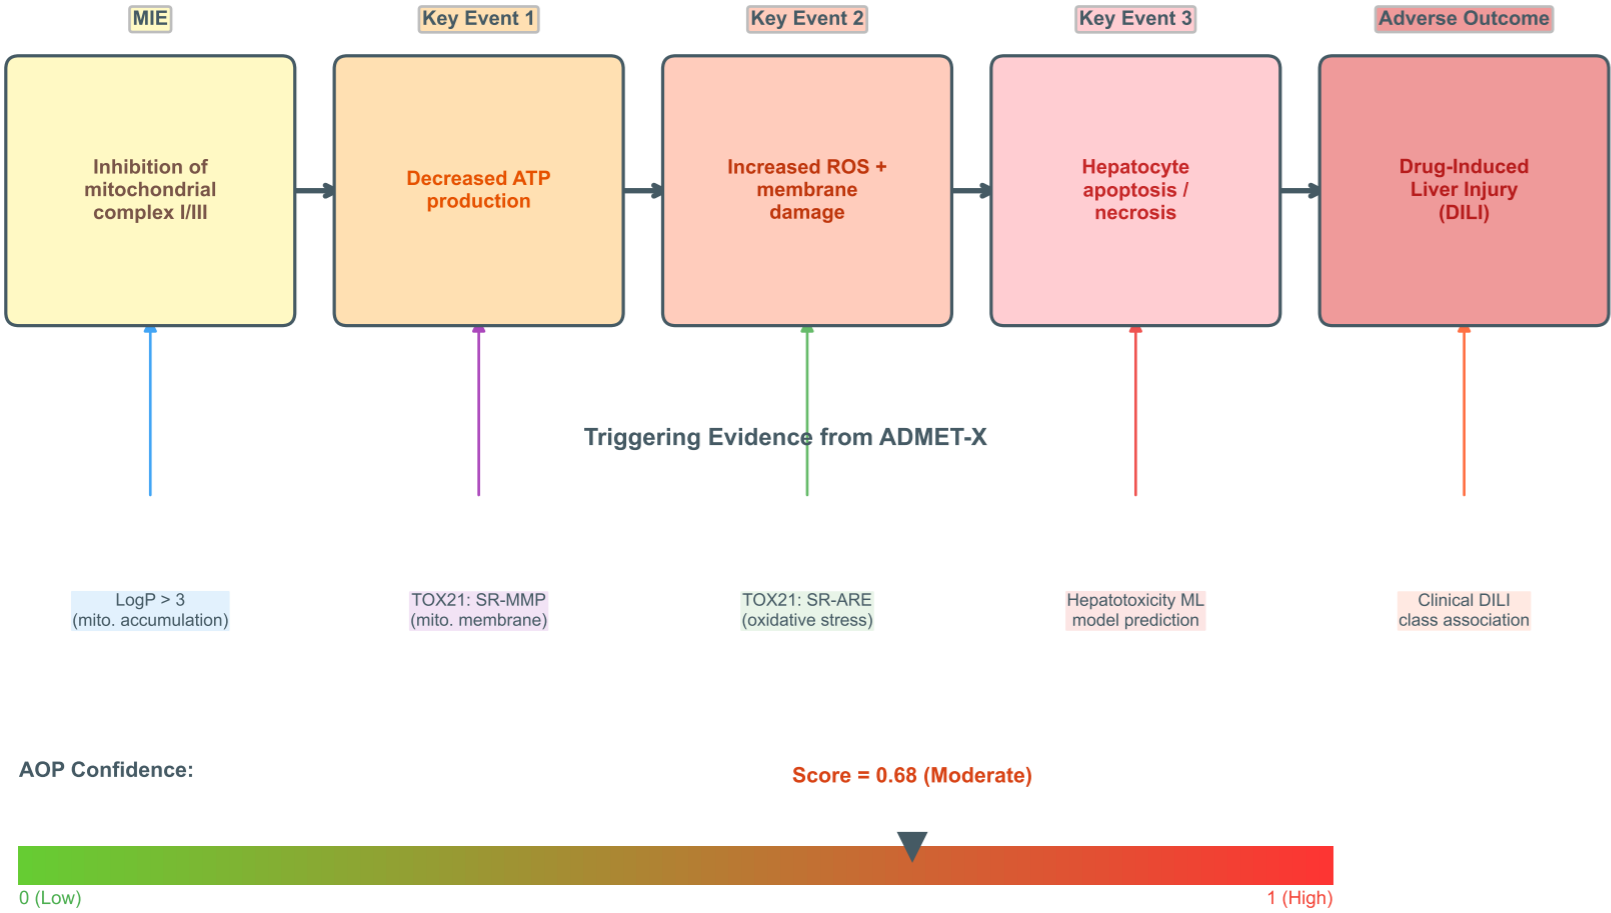 MIE
Key Event 1
Key Event 2
Key Event 3
Adverse Outcome
Inhibition of
mitochondrial
complex I/III
Decreased ATP
production
Increased ROS +
membrane
damage
Hepatocyte
apoptosis /
necrosis
Drug-Induced
Liver Injury
(DILI)
Triggering Evidence from ADMET-X
LogP > 3
(mito. accumulation)
TOX21: SR-MMP
(mito. membrane)
TOX21: SR-ARE
(oxidative stress)
Hepatotoxicity ML
model prediction
Clinical DILI
class association
AOP Confidence:
Score = 0.68 (Moderate)
0 (Low)
1 (High)